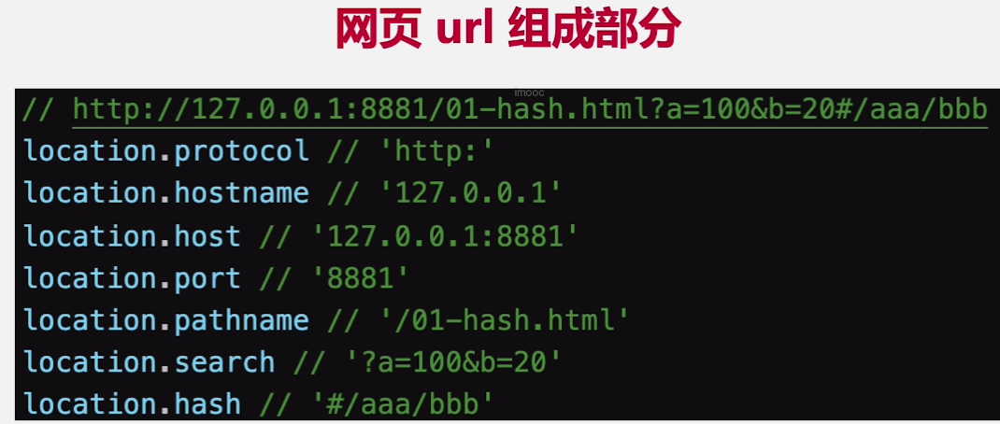 网页 url 组成部分
imooc
// http://127.0.0.1:8881/01-hash.html?a=100&b=20#/aaa/bbb
location.protocol // 'http:'
location.hostname // '127.0.0.1'
location.host // '127.0.0.1:8881'
location.port // '8881'
location.pathname // '/01-hash.html'
location.search // '?a=100&b=20'
location.hash // '#/aaa/bbb'